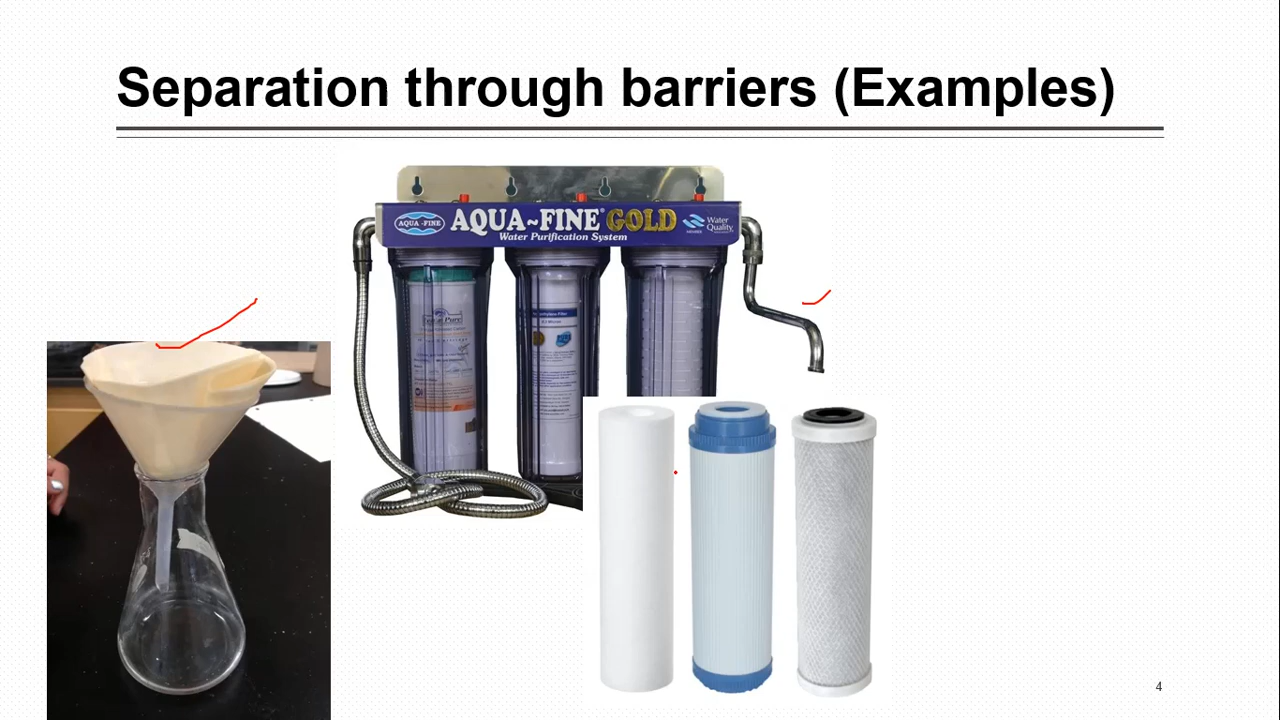 Separation through barriers (Examples)
AQUA-FINE
AQUA~FINE GOLD
Water Purification System
Water
Quality
4